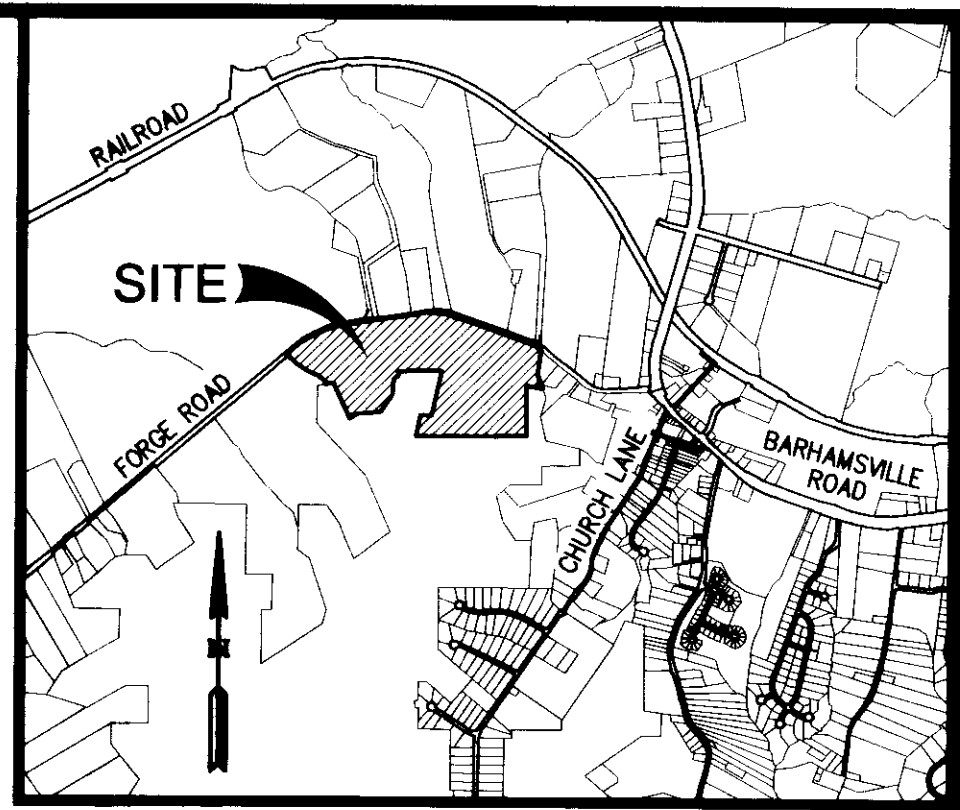 RAILROAD
SITE
FORGE ROAD
CHURCH LANE
BARHAMSVILLE
ROAD
N